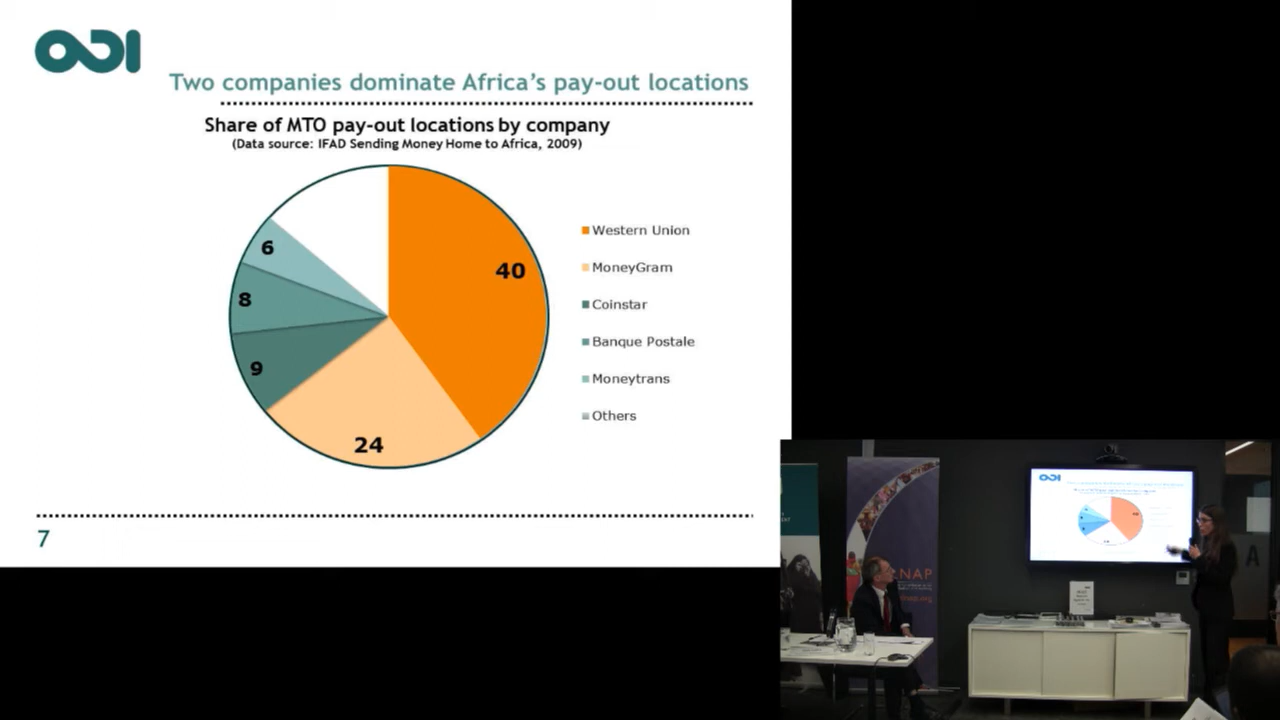 ODI
Two companies dominate Africa's pay-out locations
Share of MTO pay-out locations by company
(Data source: IFAD Sending Money Home to Africa, 2009)
40
24
9
8
6
Western Union
MoneyGram
Coinstar
Banque Postale
Moneytrans
Others
7
ODI
NAP
A